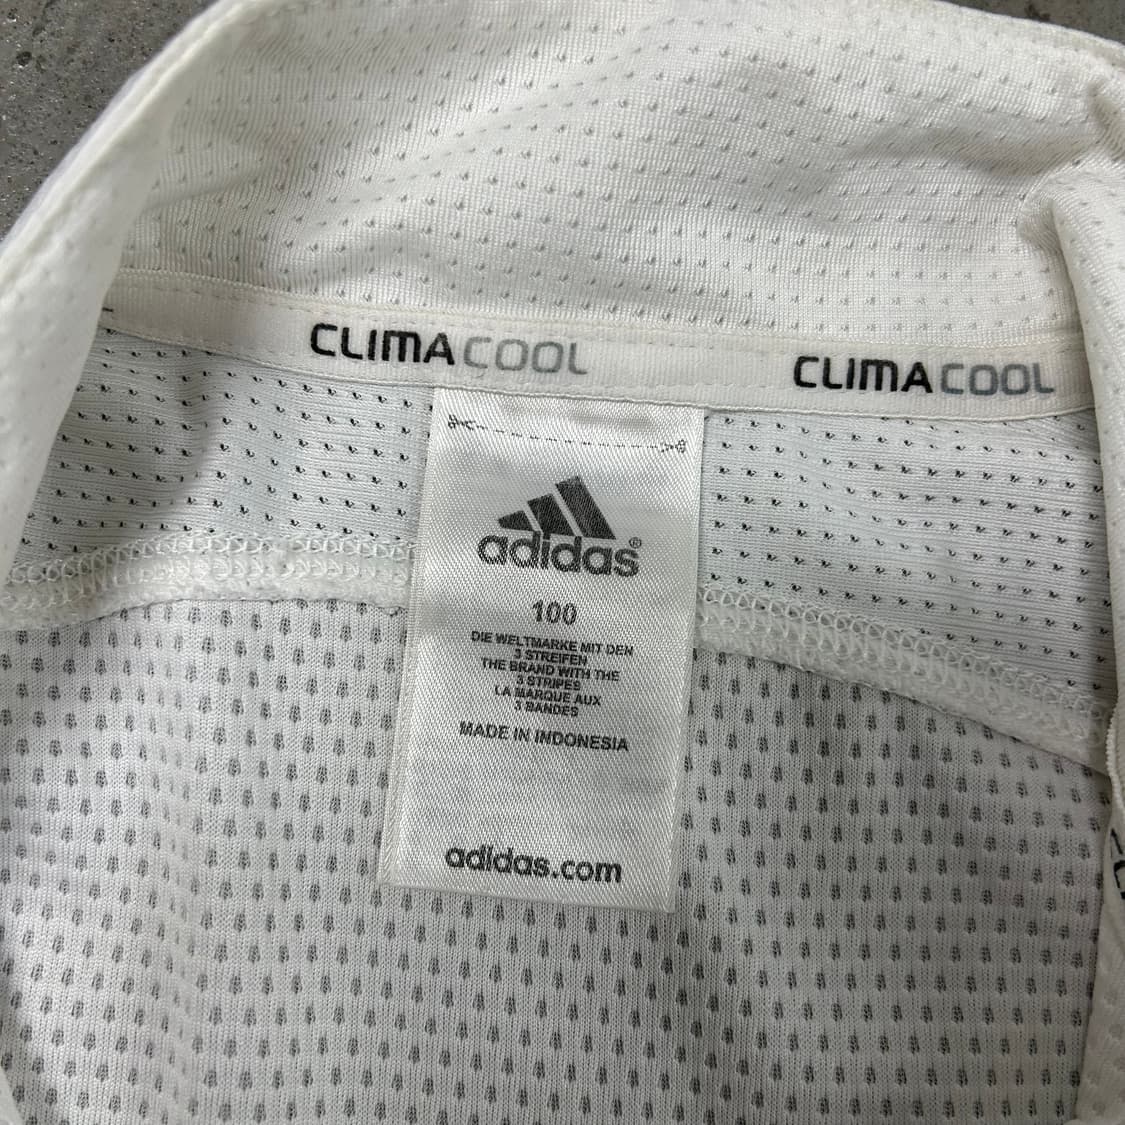 CLIMACOOL CLIMACOOL
adidas®
100
DIE WELTMARKE MIT DEN
3 STREIFEN
THE BRAND WITH THE
3 STRIPES
LA MARQUE AUX
3 BANDES
MADE IN INDONESIA
adidas.com